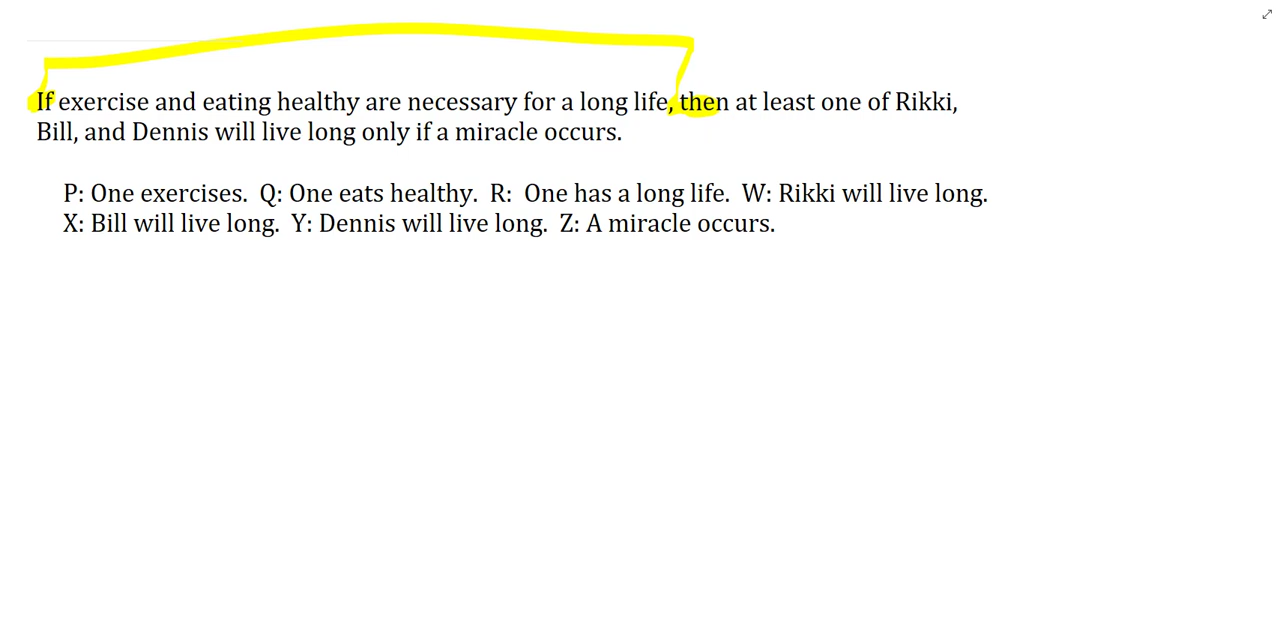 If exercise and eating healthy are necessary for a long life, then at least one of Rikki,
Bill, and Dennis will live long only if a miracle occurs.
P: One exercises. Q: One eats healthy. R: One has a long life. W: Rikki will live long.
X: Bill will live long. Y: Dennis will live long. Z: A miracle occurs.